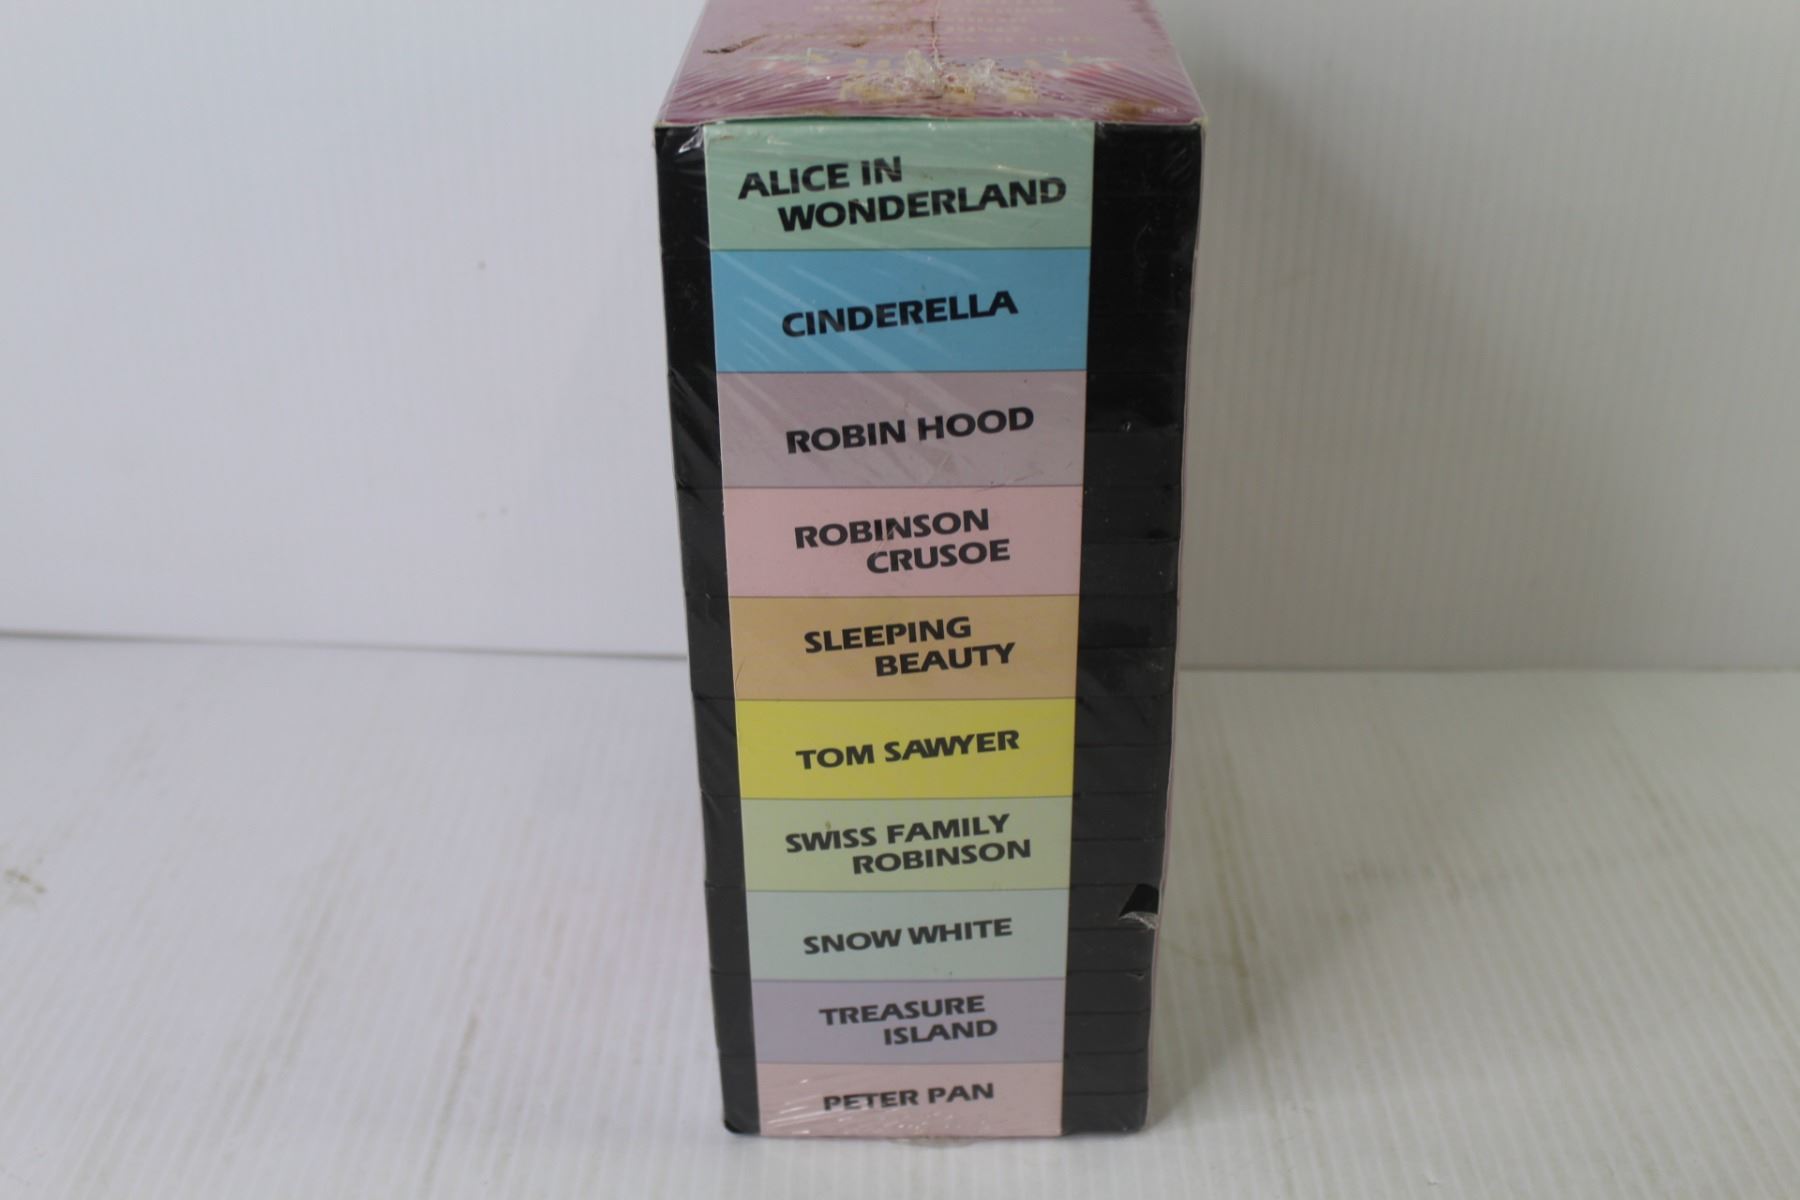 ALICE IN
WONDERLAND
CINDERELLA
ROBIN HOOD
ROBINSON
CRUSOE
SLEEPING
BEAUTY
TOM SAWYER
SWISS FAMILY
ROBINSON
SNOW WHITE
TREASURE
ISLAND
PETER PAN